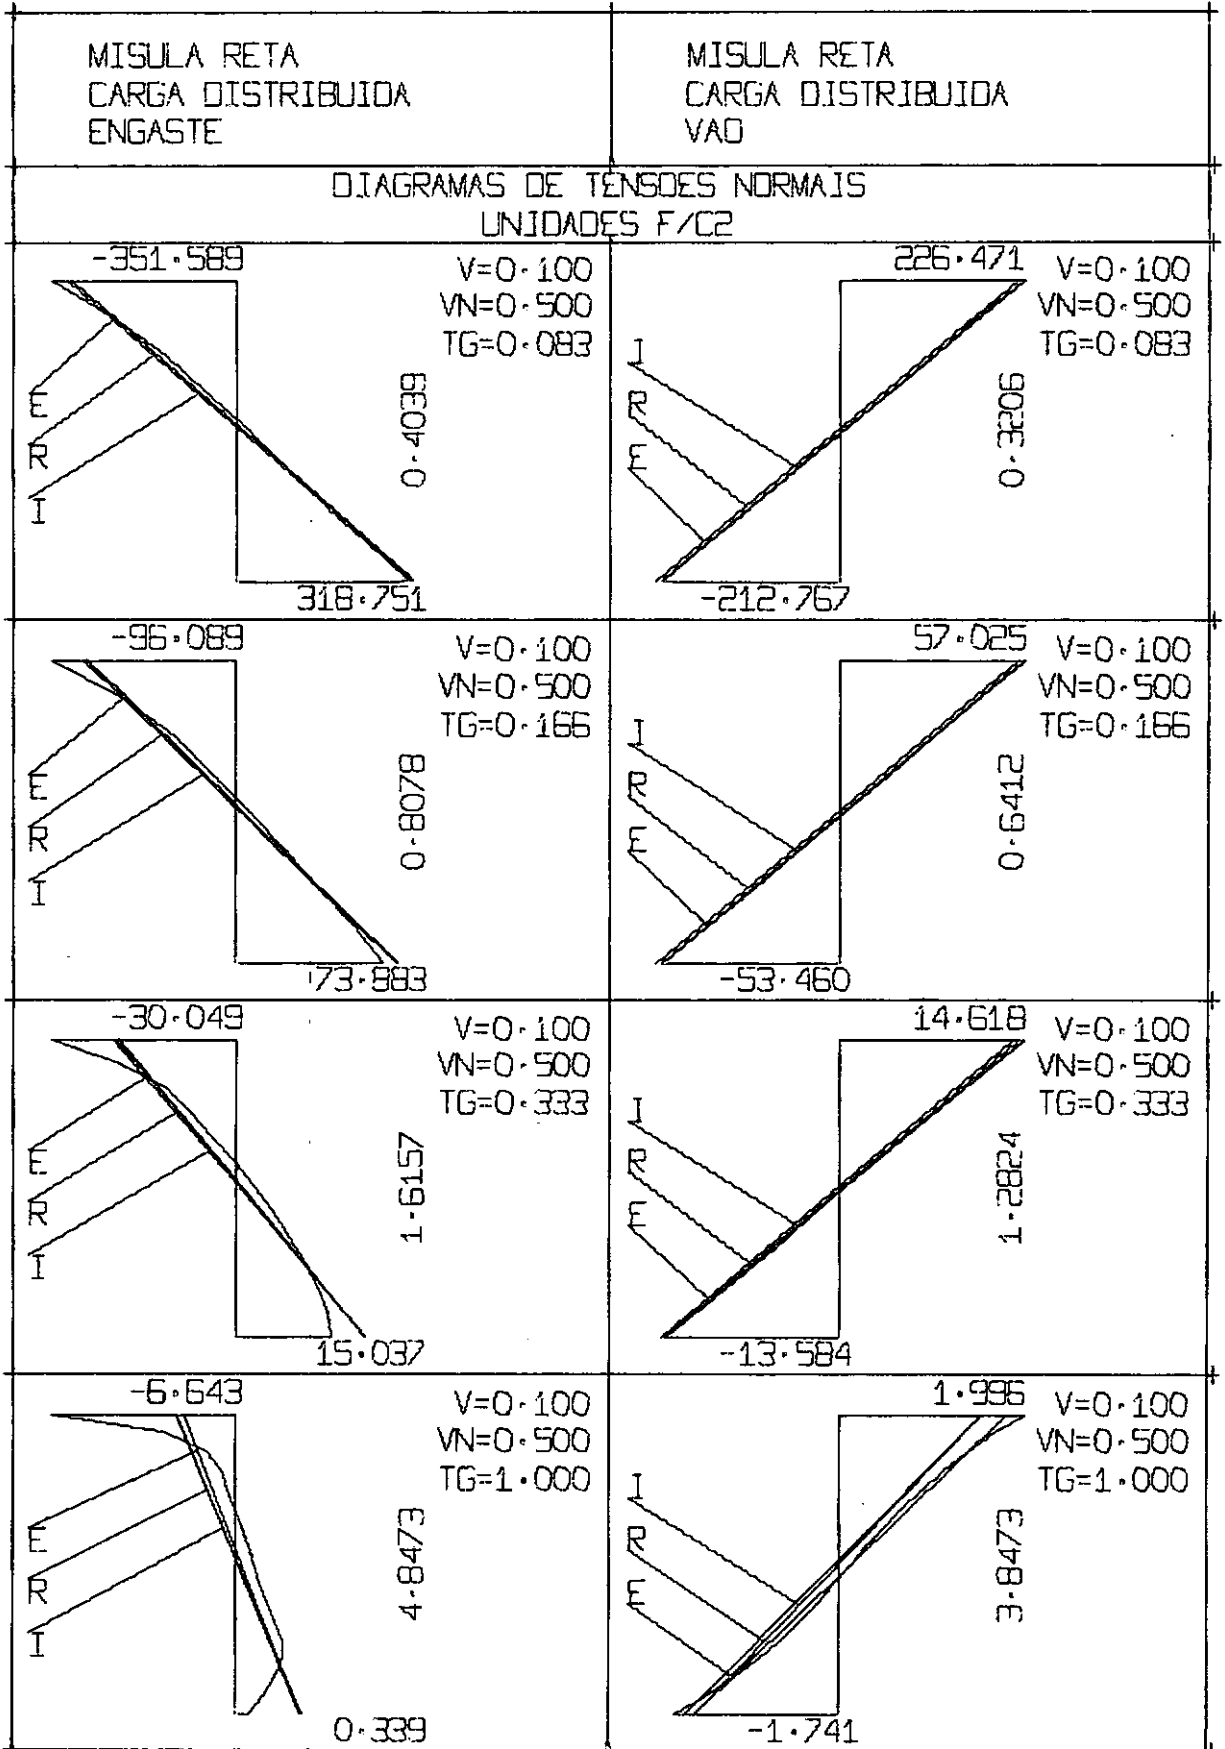 MISULA RETA
CARGA DISTRIBUIDA
ENGASTE
MISULA RETA
CARGA DISTRIBUIDA
VAO
DIAGRAMAS DE TENSOES NORMAIS
UNIDADES F/C2
-351.589
V=0.100
VN=0.500
TG=0.083
E
R
I
0.4039
318.751
226.471
V=0.100
VN=0.500
TG=0.083
I
R
E
0.3206
-212.767
-96.089
V=0.100
VN=0.500
TG=0.166
E
R
I
0.8078
73.883
57.025
V=0.100
VN=0.500
TG=0.166
I
R
E
0.6412
-53.460
-30.049
V=0.100
VN=0.500
TG=0.333
E
R
I
1.6157
15.037
14.618
V=0.100
VN=0.500
TG=0.333
I
R
E
1.2824
-13.584
-6.643
V=0.100
VN=0.500
TG=1.000
E
R
I
4.8473
0.339
1.996
V=0.100
VN=0.500
TG=1.000
I
R
E
3.8473
-1.741